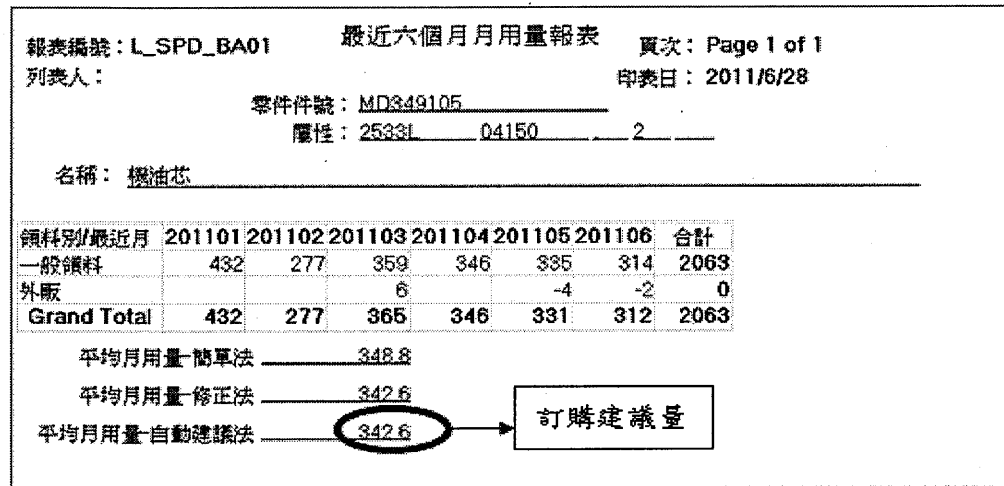 最近六個月月用量報表
報表編號：L_SPD_BA01 頁次：Page 1 of 1
列表人： 印表日：2011/6/28
零件件號：MD349105
屬性：2533L 04150 2
名稱：機油芯
領料別/最近月 201101 201102 201103 201104 201105 201106 合計
一般領料 432 277 359 346 335 314 2063
外販 6 -4 -2 0
Grand Total 432 277 365 346 331 312 2063
平均月用量-簡單法 348.8
平均月用量-修正法 342.6
平均月用量-自動建議法 342.6
訂購建議量